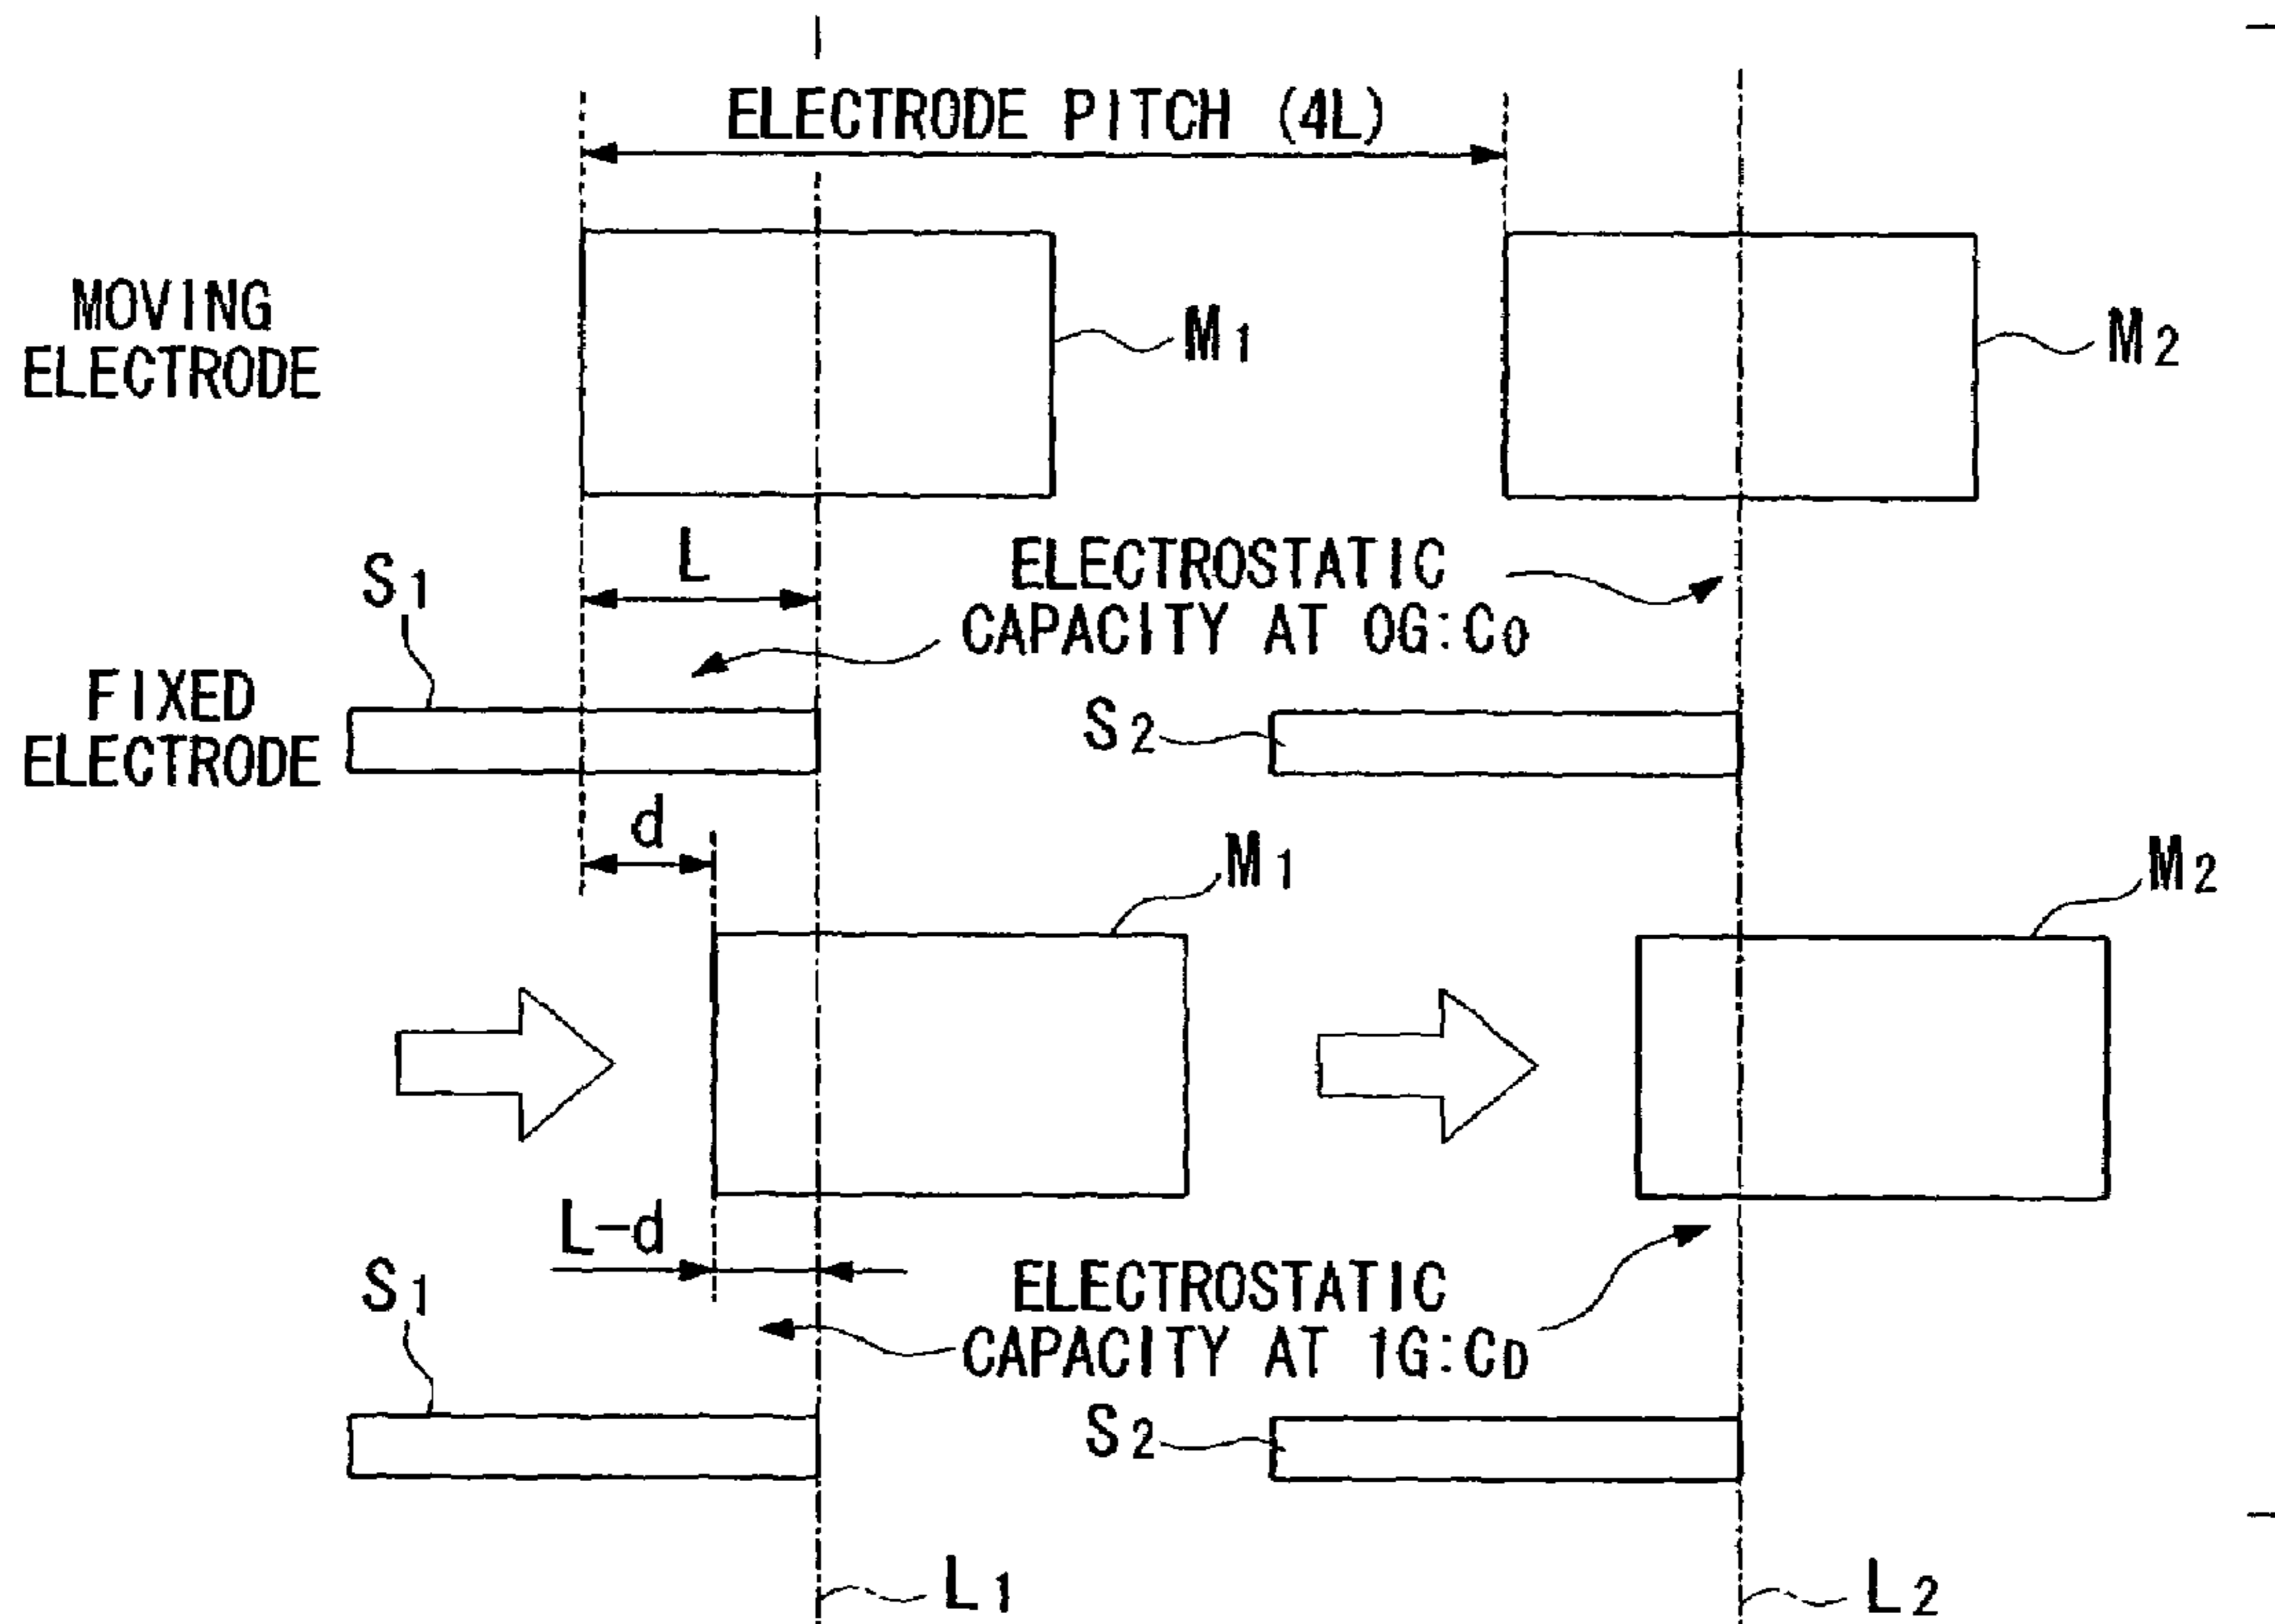 ELECTRODE PITCH (4L)
MOVING
ELECTRODE
M1
M2
L
ELECTROSTATIC
CAPACITY AT 0G:C0
S1
FIXED
ELECTRODE
S2
d
M1
M2
L-d
ELECTROSTATIC
CAPACITY AT 1G:CD
S1
S2
L1
L2